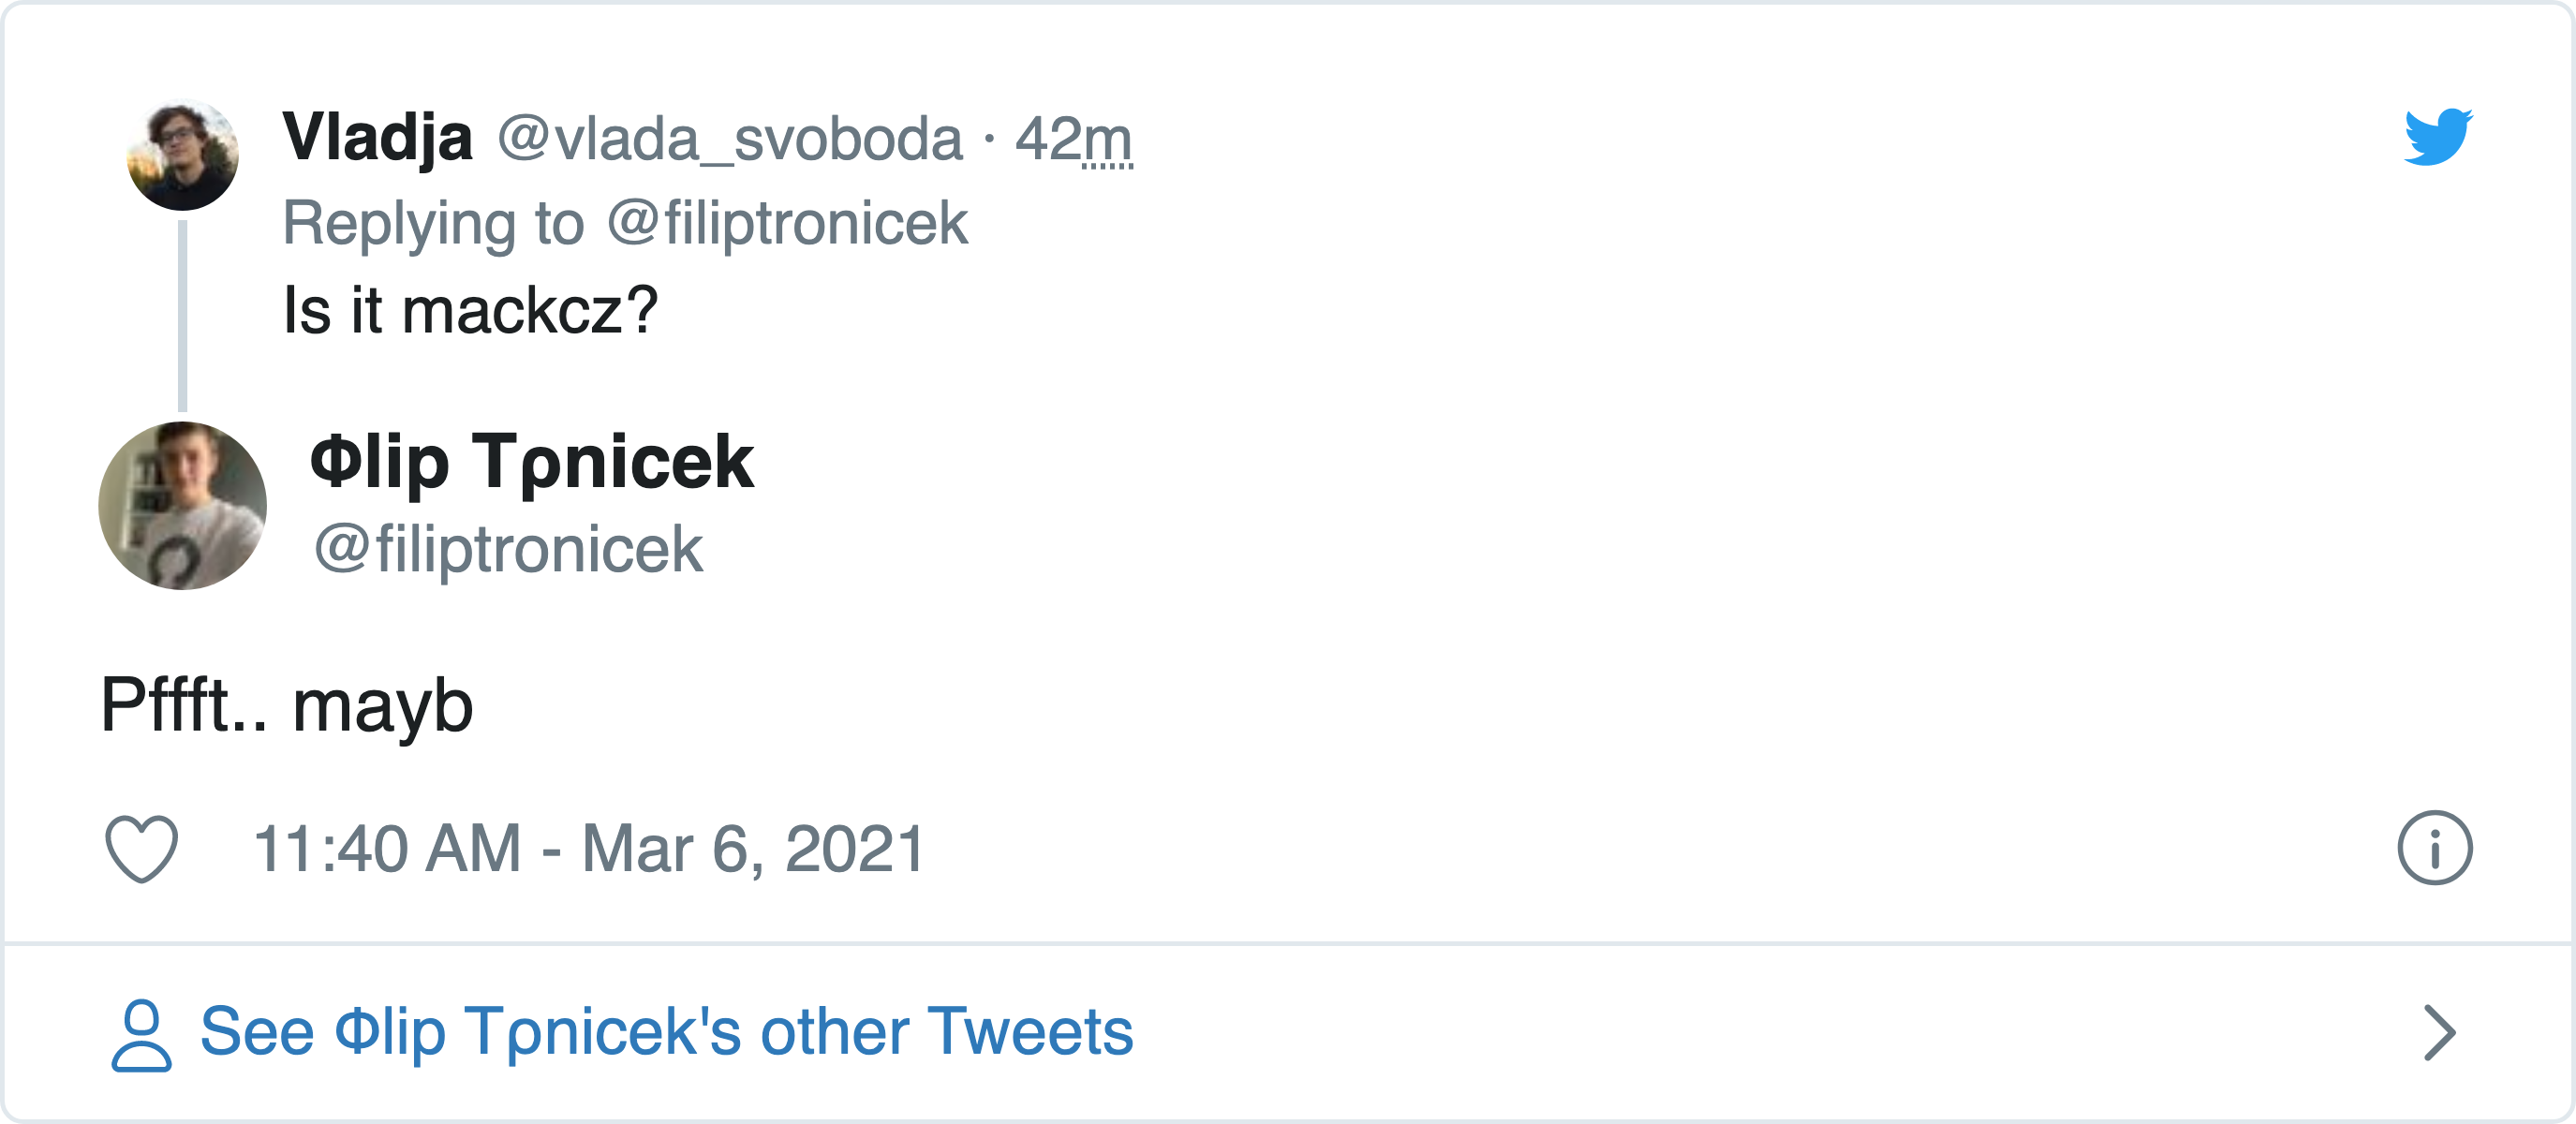 Vladja @vlada_svoboda · 42m
Replying to @filiptronicek
Is it mackcz?
Φlip Tρnicek
@filiptronicek
Pffft.. mayb
11:40 AM - Mar 6, 2021
See Φlip Tρnicek's other Tweets